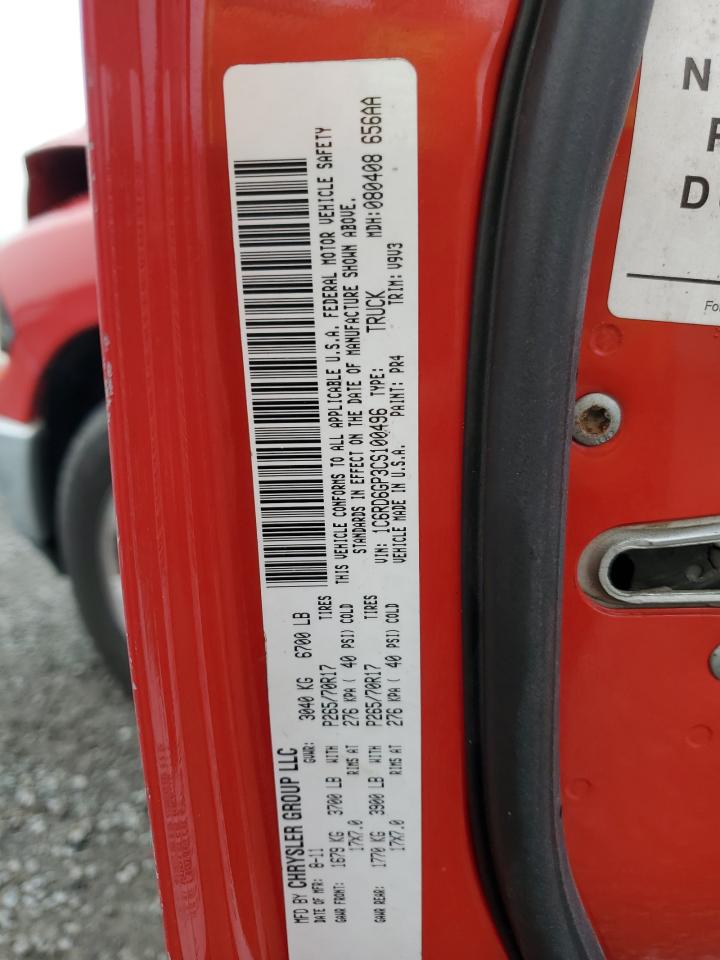 MFD BY CHRYSLER GROUP LLC
DATE OF MFR: 8-11 GVWR: 3040 KG 6700 LB
GAWR FRONT: 1679 KG 3700 LB WITH P265/70R17 TIRES
17X7.0 RIMS AT 276 KPA ( 40 PSI) COLD
GAWR REAR: 1770 KG 3900 LB WITH P265/70R17 TIRES
17X7.0 RIMS AT 276 KPA ( 40 PSI) COLD
THIS VEHICLE CONFORMS TO ALL APPLICABLE U.S.A. FEDERAL MOTOR VEHICLE SAFETY
STANDARDS IN EFFECT ON THE DATE OF MANUFACTURE SHOWN ABOVE.
VIN: 1C6RD6GP3CS100496 TYPE: TRUCK MDH:080408 656AA
VEHICLE MADE IN U.S.A. PAINT: PR4 TRIM: V9V3
N
D